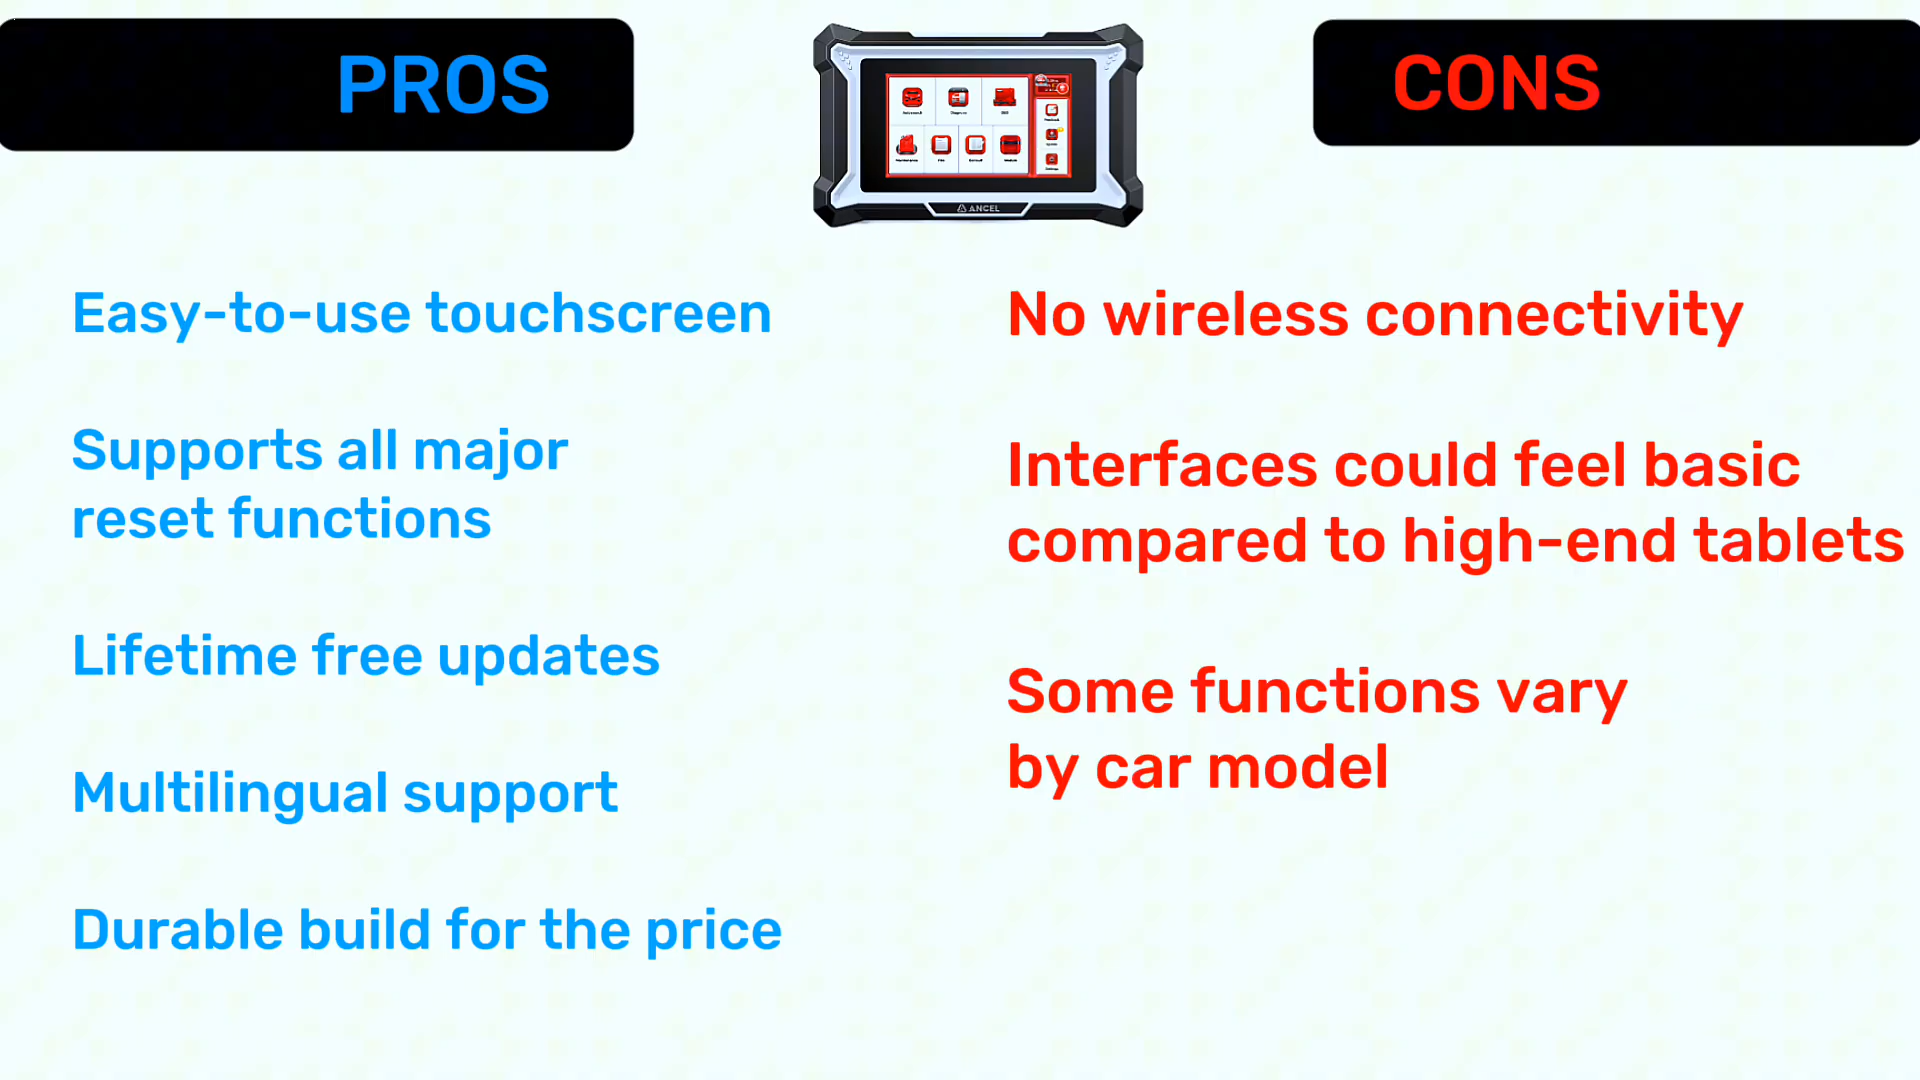 PROS
CONS
ANCEL
Easy-to-use touchscreen
Supports all major
reset functions
Lifetime free updates
Multilingual support
Durable build for the price
No wireless connectivity
Interfaces could feel basic
compared to high-end tablets
Some functions vary
by car model